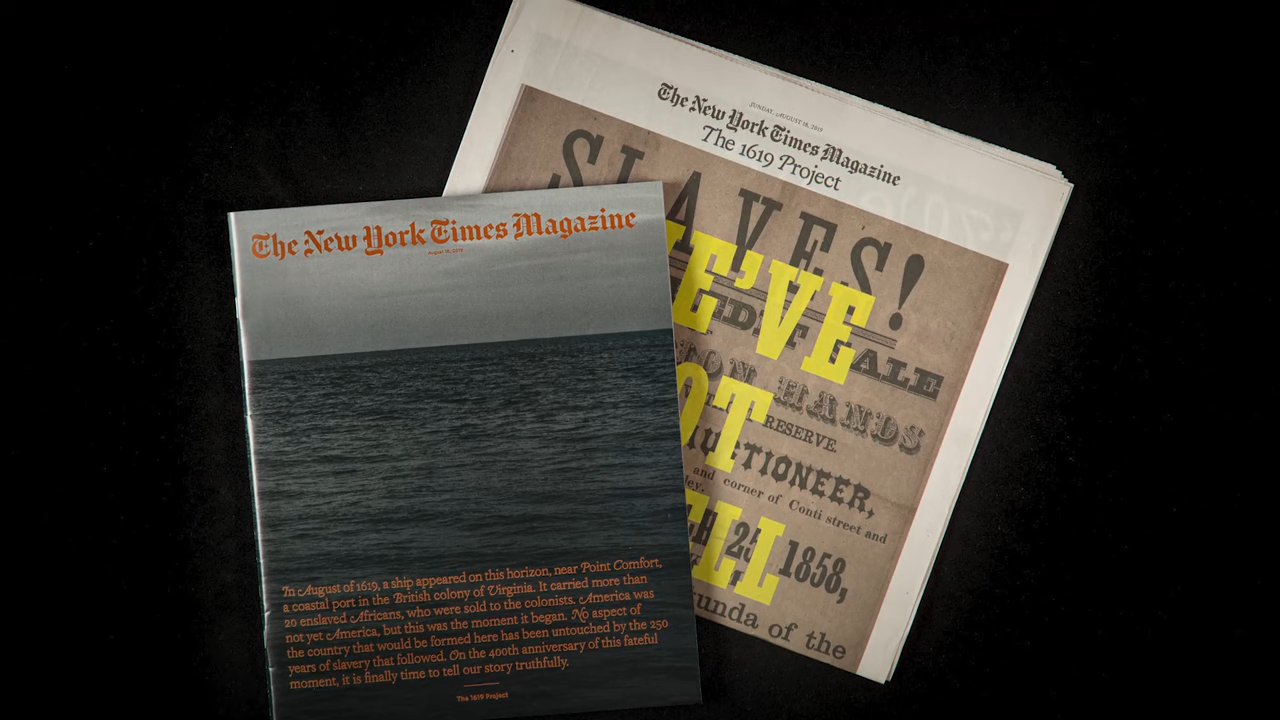 The New York Times Magazine
August 18, 2019
In August of 1619, a ship appeared on this horizon, near Point Comfort,
a coastal port in the British colony of Virginia. It carried more than
20 enslaved Africans, who were sold to the colonists. America was
not yet America, but this was the moment it began. No aspect of
the country that would be formed here has been untouched by the 250
years of slavery that followed. On the 400th anniversary of this fateful
moment, it is finally time to tell our story truthfully.
The 1619 Project
SUNDAY, AUGUST 18, 2019
The New York Times Magazine
The 1619 Project
SLAVES!
E'VE
ALE
HANDS
OT
RESERVE.
TIONEER,
and corner of Conti street and
ley,
25, 1858,
LL
unda of the